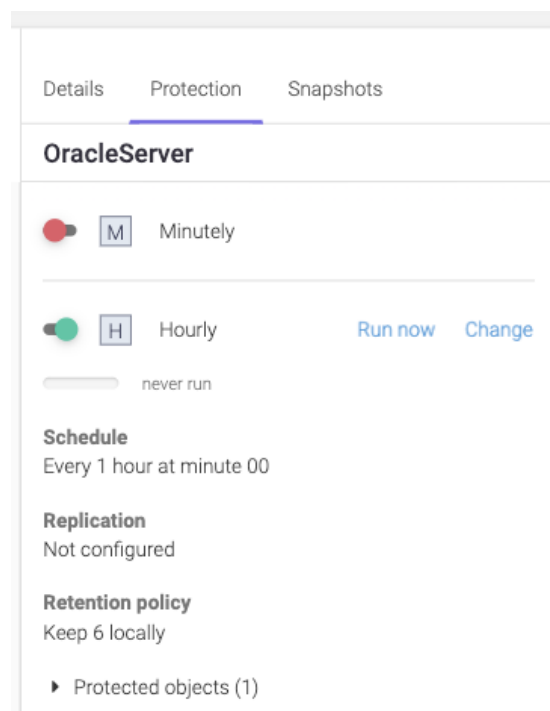 Details Protection Snapshots
OracleServer
M Minutely
H Hourly Run now Change
never run
Schedule
Every 1 hour at minute 00
Replication
Not configured
Retention policy
Keep 6 locally
Protected objects (1)